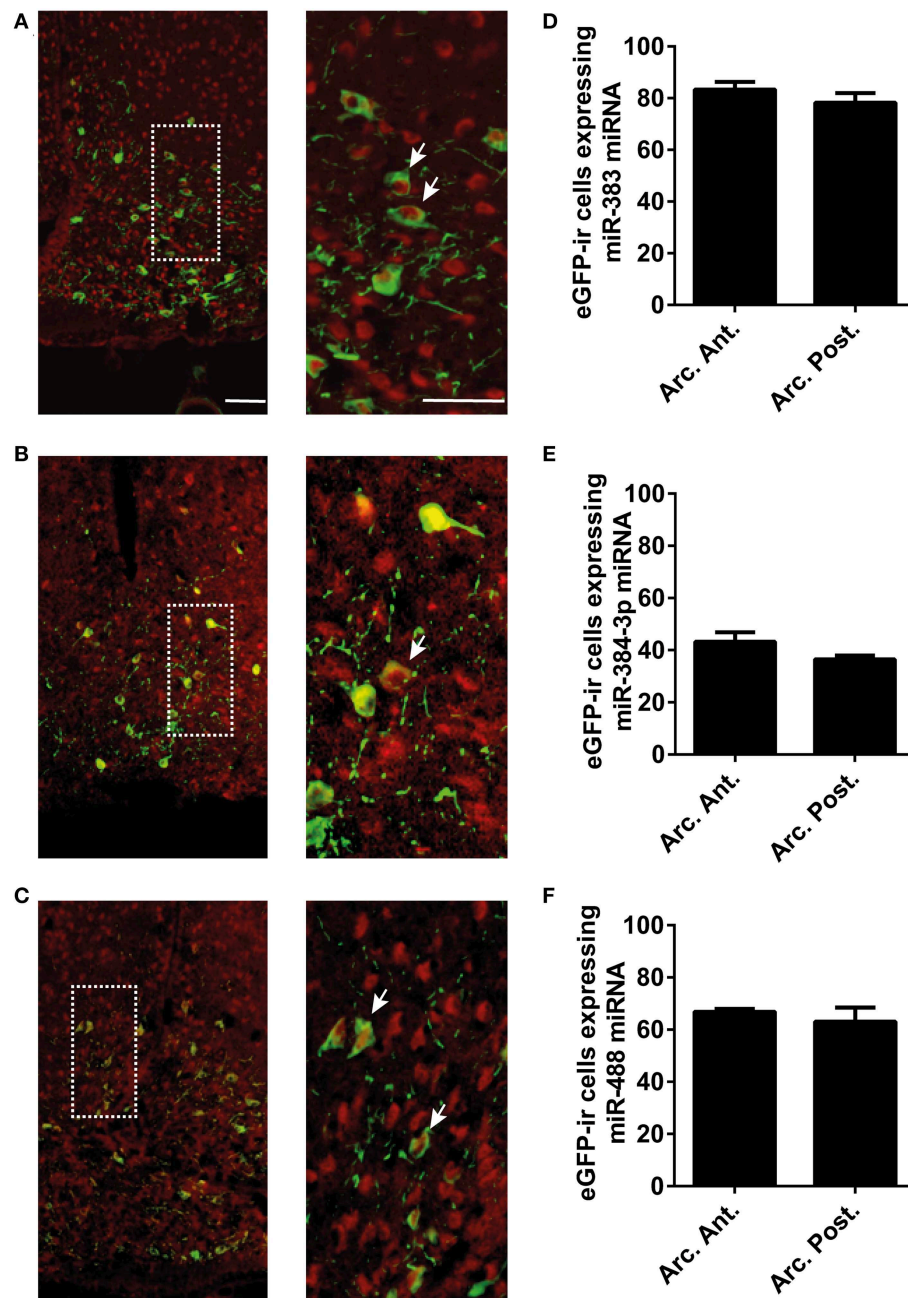 A
D
eGFP-ir cells expressing
miR-383 miRNA
100
80
60
40
20
0
Arc. Ant.
Arc. Post.
B
E
eGFP-ir cells expressing
miR-384-3p miRNA
100
80
60
40
20
0
Arc. Ant.
Arc. Post.
C
F
eGFP-ir cells expressing
miR-488 miRNA
100
80
60
40
20
0
Arc. Ant.
Arc. Post.